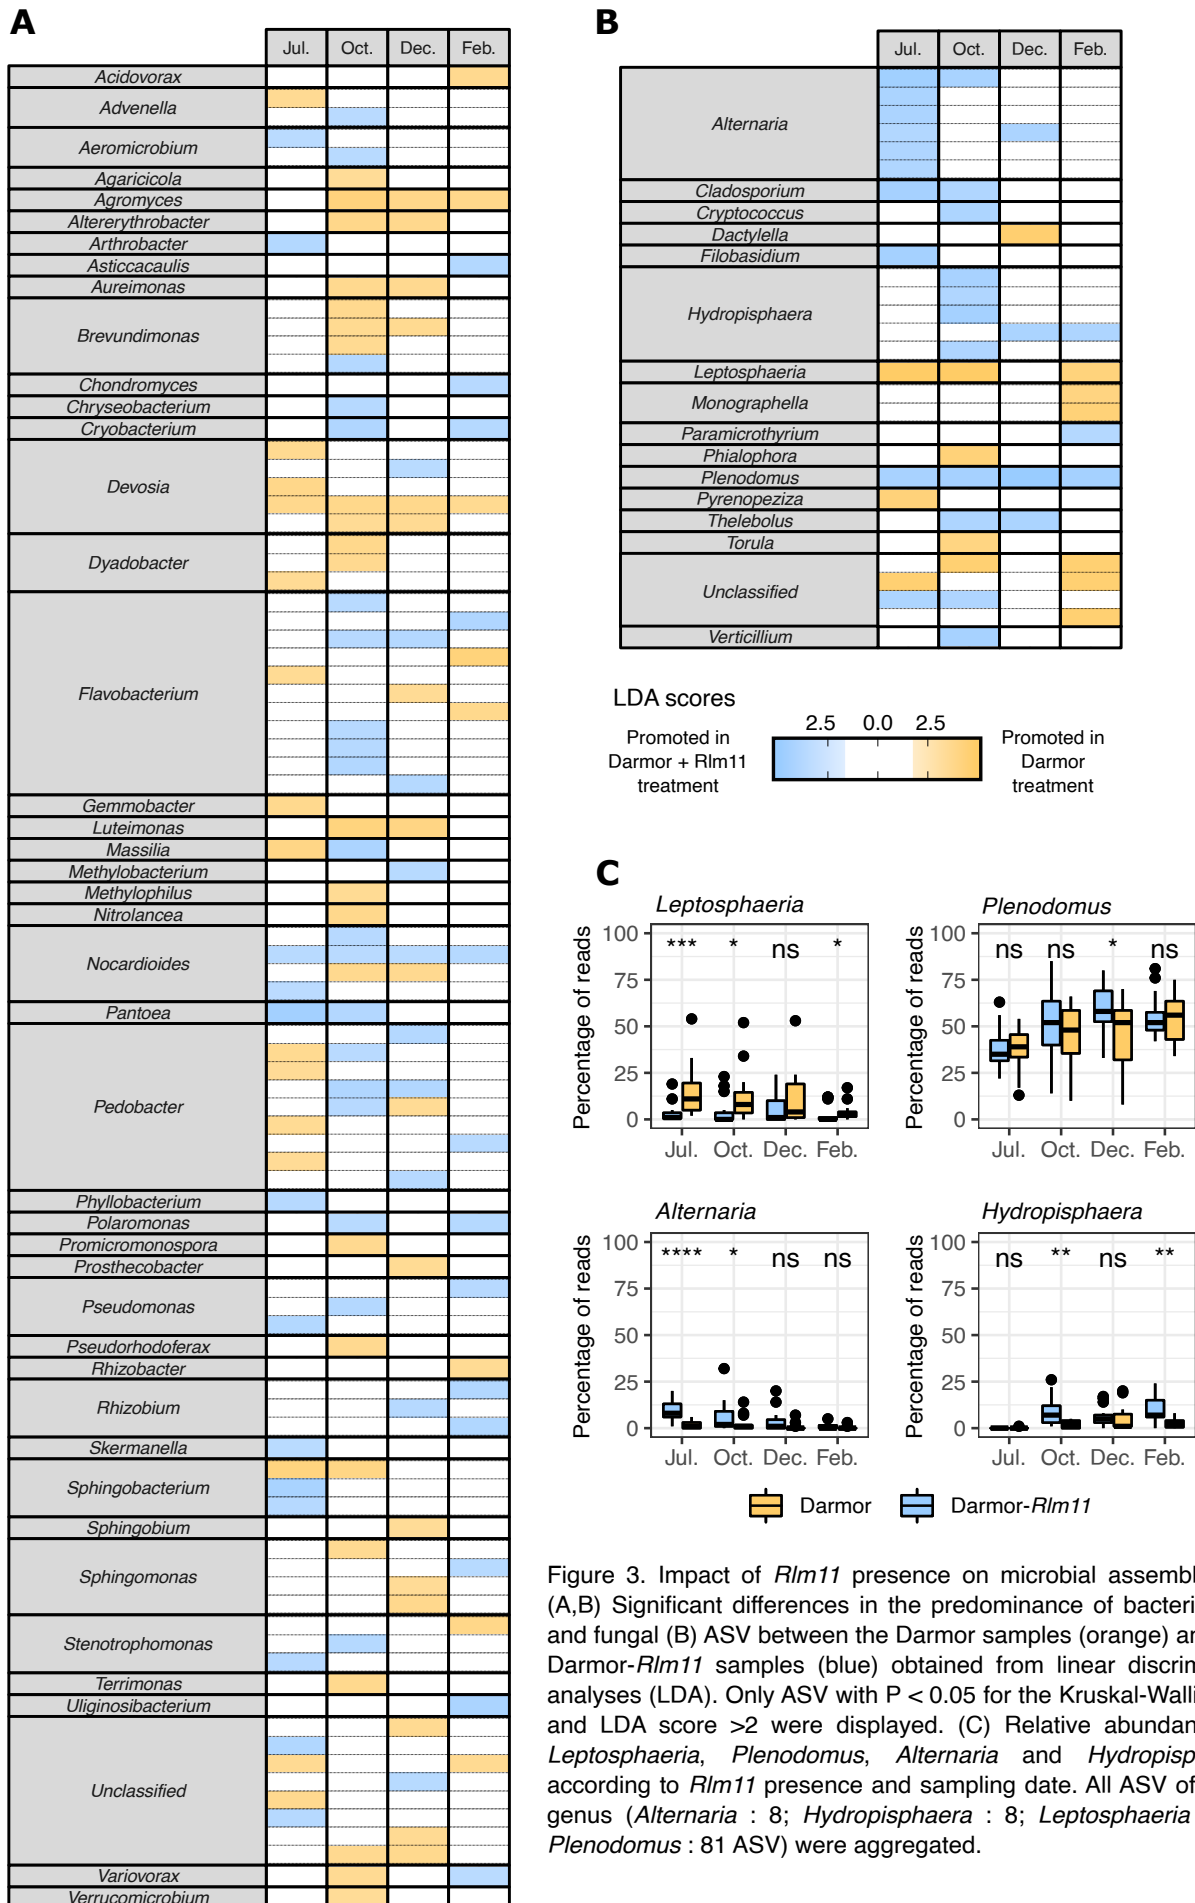 A
Jul. Oct. Dec. Feb.
Acidovorax
Advenella
Aeromicrobium
Agaricicola
Agromyces
Altererythrobacter
Arthrobacter
Asticcacaulis
Aureimonas
Brevundimonas
Chondromyces
Chryseobacterium
Cryobacterium
Devosia
Dyadobacter
Flavobacterium
Gemmobacter
Luteimonas
Massilia
Methylobacterium
Methylophilus
Nitrolancea
Nocardioides
Pantoea
Pedobacter
Phyllobacterium
Polaromonas
Promicromonospora
Prosthecobacter
Pseudomonas
Pseudorhodoferax
Rhizobacter
Rhizobium
Skermanella
Sphingobacterium
Sphingobium
Sphingomonas
Stenotrophomonas
Terrimonas
Uliginosibacterium
Unclassified
Variovorax
Verrucomicrobium
B
Jul. Oct. Dec. Feb.
Alternaria
Cladosporium
Cryptococcus
Dactylella
Filobasidium
Hydropisphaera
Leptosphaeria
Monographella
Paramicrothyrium
Phialophora
Plenodomus
Pyrenopeziza
Thelebolus
Torula
Unclassified
Verticillium
LDA scores
2.5 0.0 2.5
Promoted in
Darmor + Rlm11
treatment
Promoted in
Darmor
treatment
C
Leptosphaeria
Percentage of reads
100
75
50
25
0
*** * ns *
Jul. Oct. Dec. Feb.
Plenodomus
Percentage of reads
100
75
50
25
0
ns ns * ns
Jul. Oct. Dec. Feb.
Alternaria
Percentage of reads
100
75
50
25
0
**** * ns ns
Jul. Oct. Dec. Feb.
Hydropisphaera
Percentage of reads
100
75
50
25
0
ns ** ns **
Jul. Oct. Dec. Feb.
Darmor Darmor-Rlm11
Figure 3. Impact of Rlm11 presence on microbial assembl
(A,B) Significant differences in the predominance of bacteri
and fungal (B) ASV between the Darmor samples (orange) ar
Darmor-Rlm11 samples (blue) obtained from linear discrim
analyses (LDA). Only ASV with P < 0.05 for the Kruskal-Walli
and LDA score >2 were displayed. (C) Relative abundan
Leptosphaeria, Plenodomus, Alternaria and Hydropisp
according to Rlm11 presence and sampling date. All ASV of
genus (Alternaria : 8; Hydropisphaera : 8; Leptosphaeria
Plenodomus : 81 ASV) were aggregated.